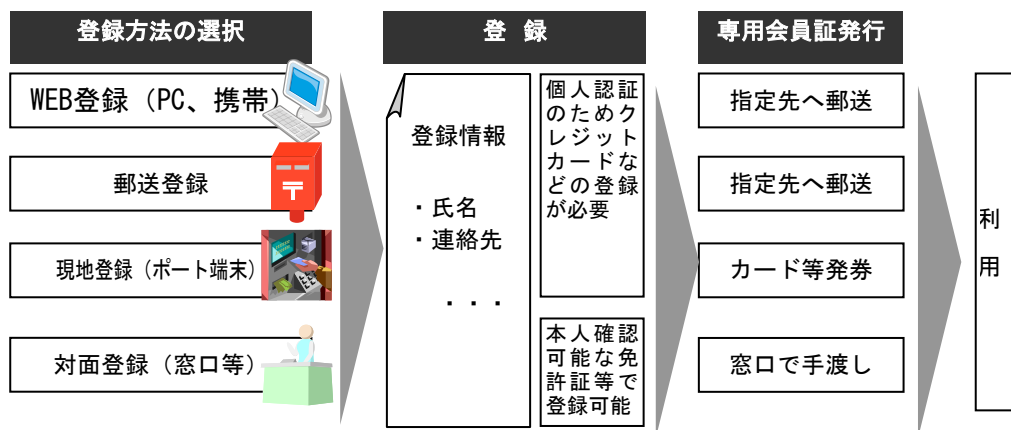 登録方法の選択
WEB登録（PC、携帯）
郵送登録
現地登録（ポート端末）
対面登録（窓口等）
登 録
登録情報
・氏名
・連絡先
・・・
個人認証
のためク
レジット
カードな
どの登録
が必要
本人確認
可能な免
許証等で
登録可能
専用会員証発行
指定先へ郵送
指定先へ郵送
カード等発券
窓口で手渡し
利
用